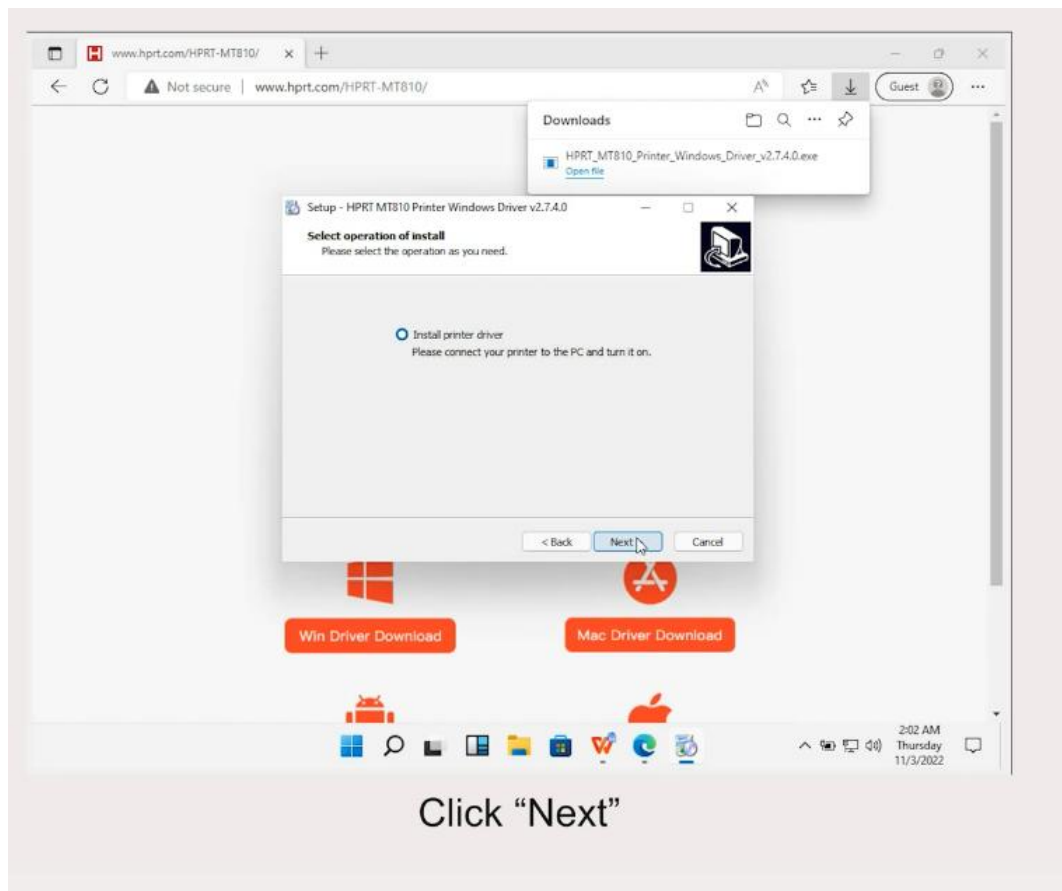 www.hprt.com/HPRT-MT810/
Not secure | www.hprt.com/HPRT-MT810/
Guest
Downloads
HPRT_MT810_Printer_Windows_Driver_v2.7.4.0.exe
Open file
Setup - HPRT MT810 Printer Windows Driver v2.7.4.0
Select operation of install
Please select the operation as you need.
Install printer driver
Please connect your printer to the PC and turn it on.
< Back Next Cancel
Win Driver Download Mac Driver Download
2:02 AM
Thursday
11/3/2022
Click “Next”